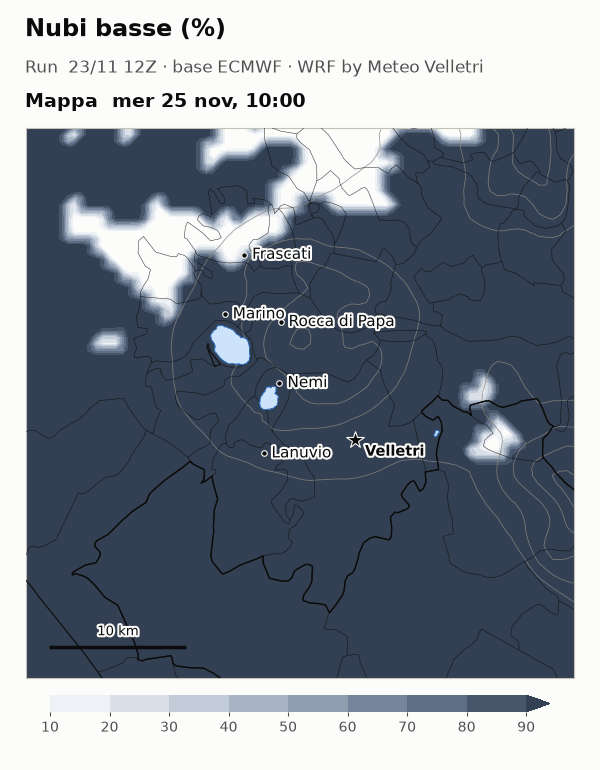 Nubi basse (%)
Run  23/11 12Z · base ECMWF · WRF by Meteo Velletri
Mappa  mer 25 nov, 10:00
Frascati
Marino
Rocca di Papa
Nemi
Velletri
Lanuvio
10 km
10 20 30 40 50 60 70 80 90